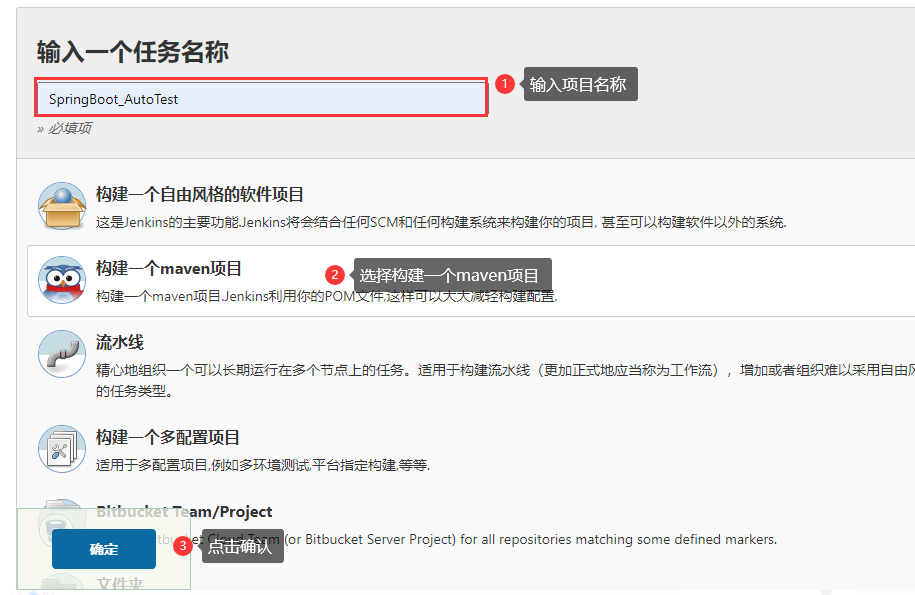 输入一个任务名称
SpringBoot_AutoTest
1 输入项目名称
» 必填项
构建一个自由风格的软件项目
这是Jenkins的主要功能.Jenkins将会结合任何SCM和任何构建系统来构建你的项目, 甚至可以构建软件以外的系统.
构建一个maven项目
2 选择构建一个maven项目
构建一个maven项目.Jenkins利用你的POM文件,这样可以大大减轻构建配置.
流水线
精心地组织一个可以长期运行在多个节点上的任务。适用于构建流水线（更加正式地应当称为工作流），增加或者组织难以采用自由风
的任务类型。
构建一个多配置项目
适用于多配置项目,例如多环境测试,平台指定构建,等等.
Bitbucket Team/Project
确定
3 点击确认
Cloud Team (or Bitbucket Server Project) for all repositories matching some defined markers.
文件夹